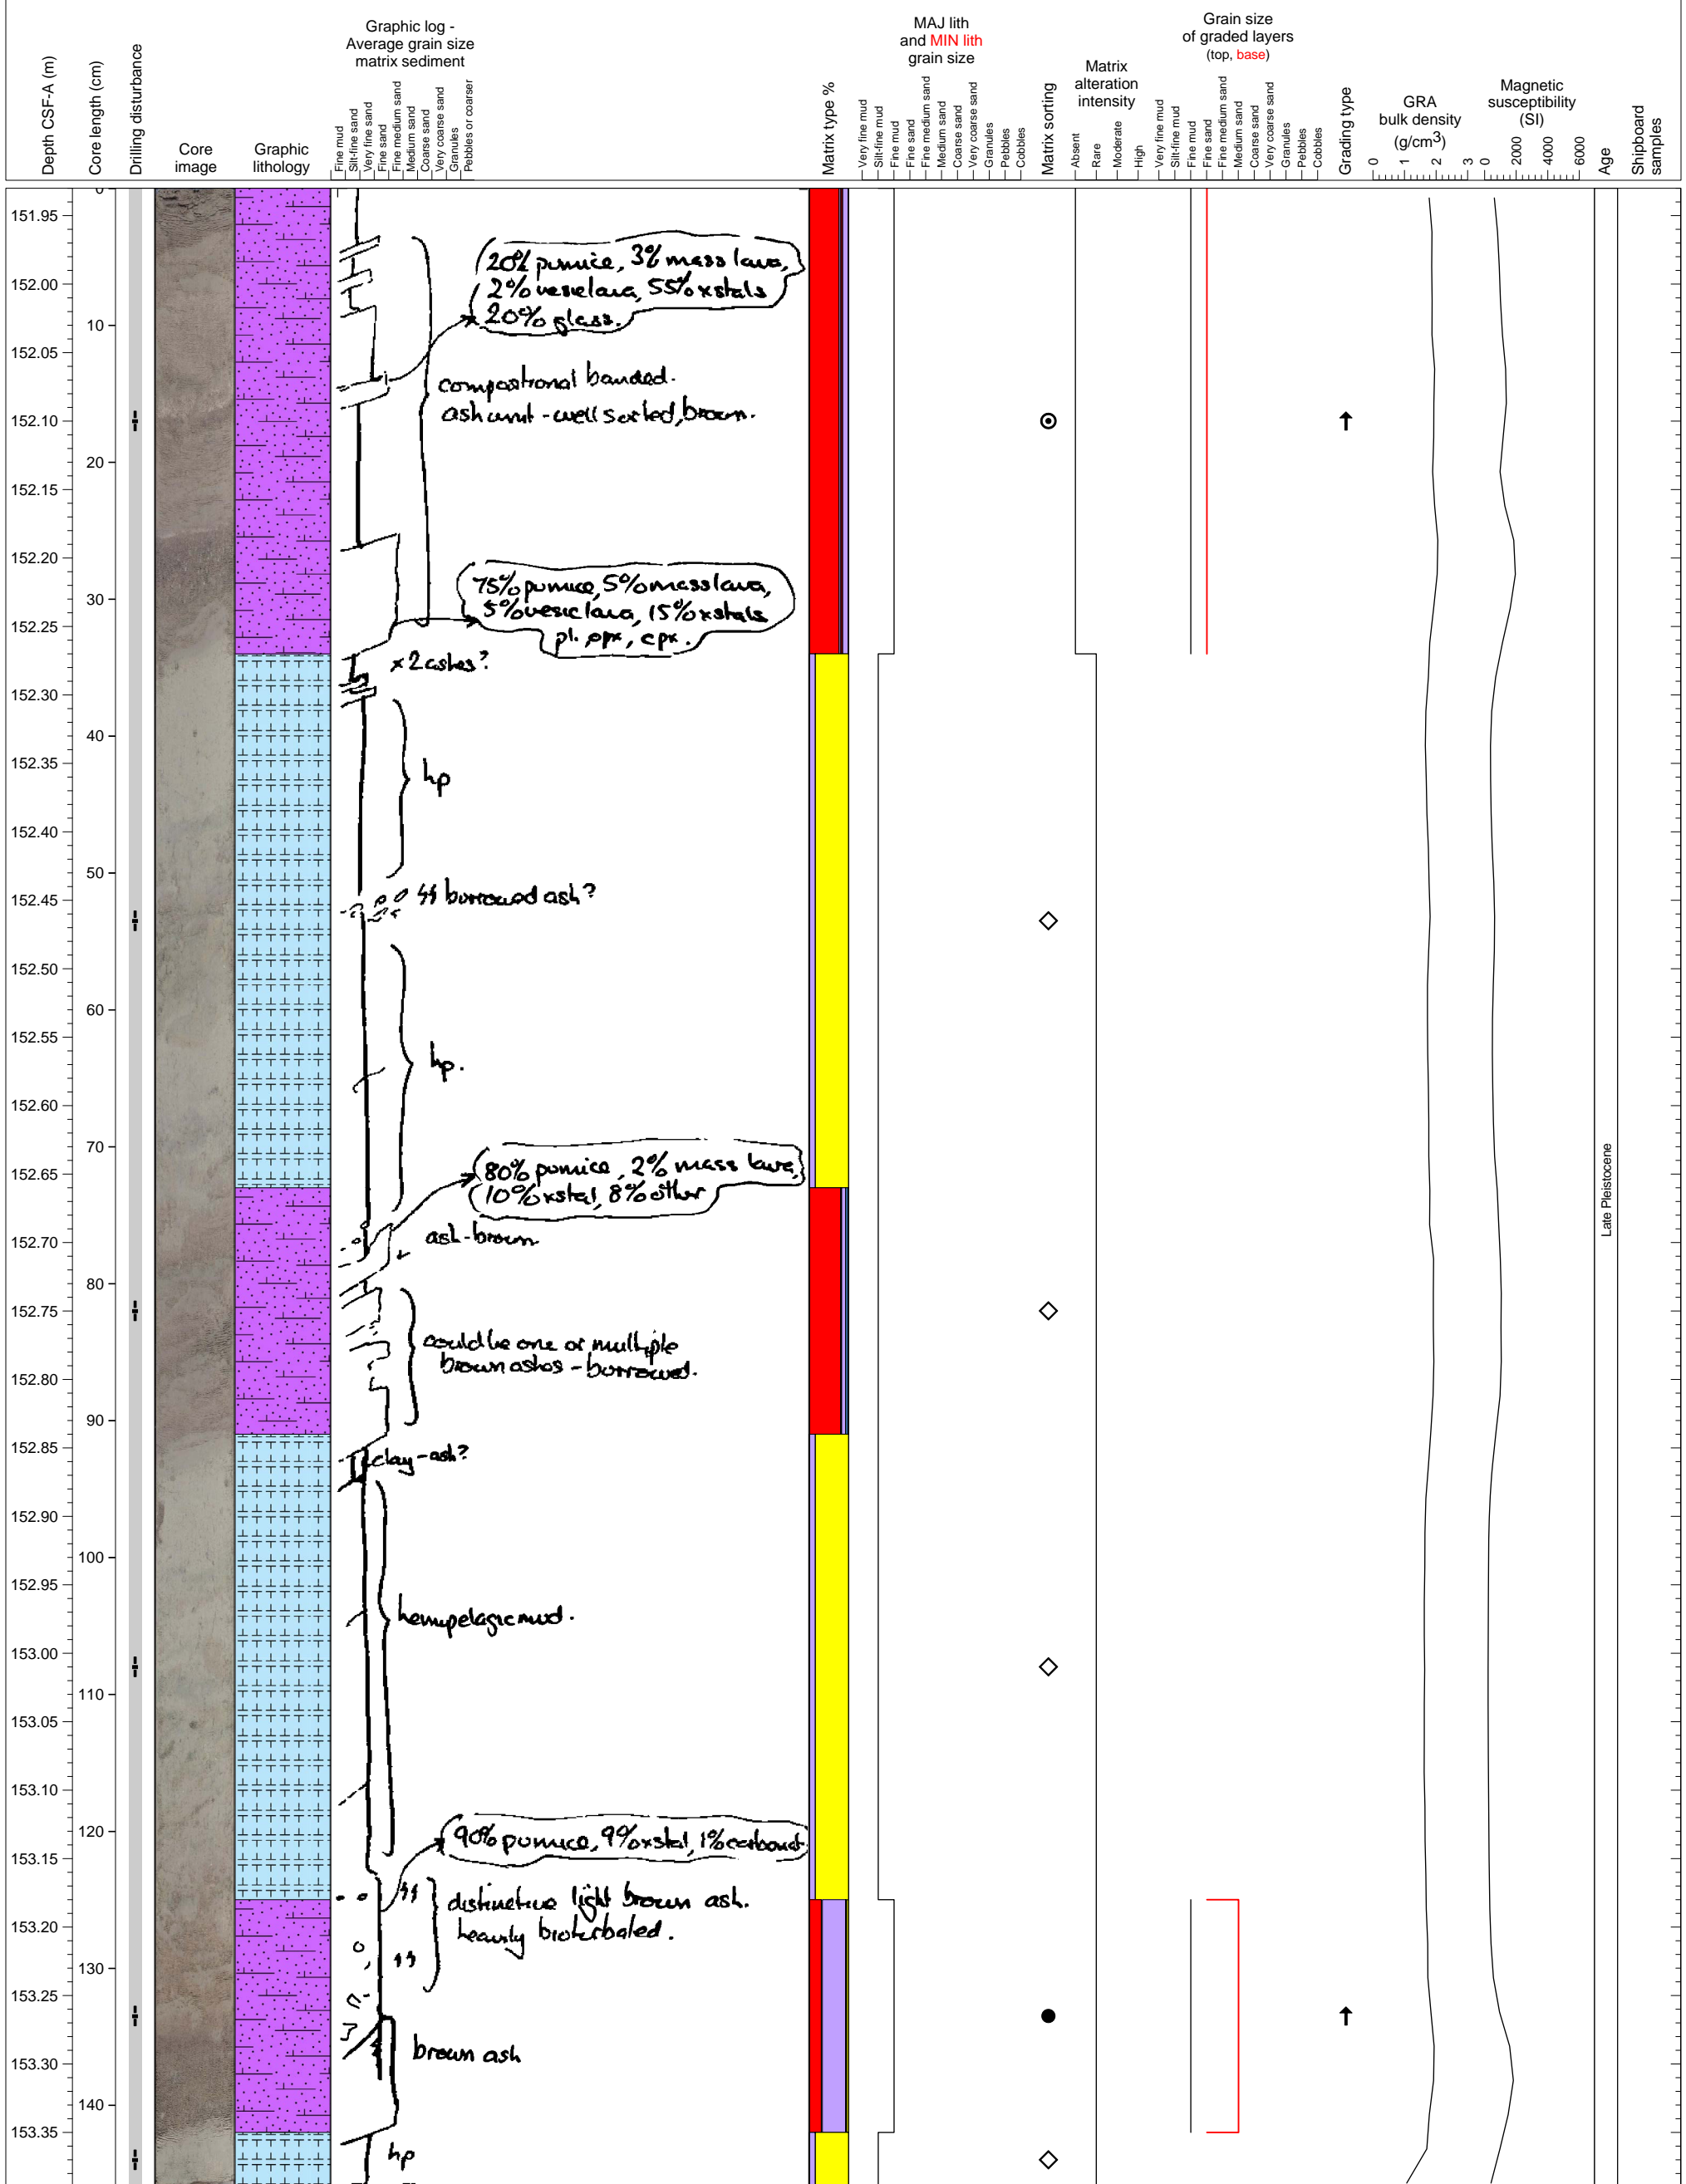 Depth CSF-A (m)
Core length (cm)
Drilling disturbance
Core
image
Graphic
lithology
Graphic log -
Average grain size
matrix sediment
Fine mud
Silt-fine sand
Very fine sand
Fine sand
Fine medium sand
Medium sand
Coarse sand
Very coarse sand
Granules
Pebbles or coarser
Matrix type %
MAJ lith
and MIN lith
grain size
Very fine mud
Silt-fine mud
Fine mud
Fine sand
Fine medium sand
Medium sand
Coarse sand
Very coarse sand
Granules
Pebbles
Cobbles
Matrix sorting
Matrix
alteration
intensity
Absent
Rare
Moderate
High
Grain size
of graded layers
(top, base)
Very fine mud
Silt-fine mud
Fine mud
Fine sand
Fine medium sand
Medium sand
Coarse sand
Very coarse sand
Granules
Pebbles
Cobbles
Grading type
GRA
bulk density
(g/cm3)
0 1 2 3
Magnetic
susceptibility
(SI)
0 2000 4000 6000
Age
Shipboard
samples
0
151.95
152.00
10
152.05
152.10
20
152.15
152.20
30
152.25
152.30
40
152.35
152.40
50
152.45
152.50
60
152.55
152.60
70
152.65
152.70
80
152.75
152.80
90
152.85
152.90
100
152.95
153.00
110
153.05
153.10
120
153.15
153.20
130
153.25
153.30
140
153.35
20% pumice, 3% mass lava,
2% vesic lava, 55% xstals
20% glass.
compositional banded.
ash unit - well sorted, brown.
75% pumice, 5% mass lava,
5% vesic lava, 15% xstals
pl. opx, cpx.
x 2 ashes?
hp
burrowed ash?
hp.
80% pumice, 2% mass lava,
10% xstal, 8% other
ash-brown
could be one or multiple
brown ashes - burrowed.
clay-ash?
hemipelagic mud.
90% pumice, 9% xstal, 1% carbonat
distinctive light brown ash.
heavily bioturbated.
brown ash
hp
Late Pleistocene